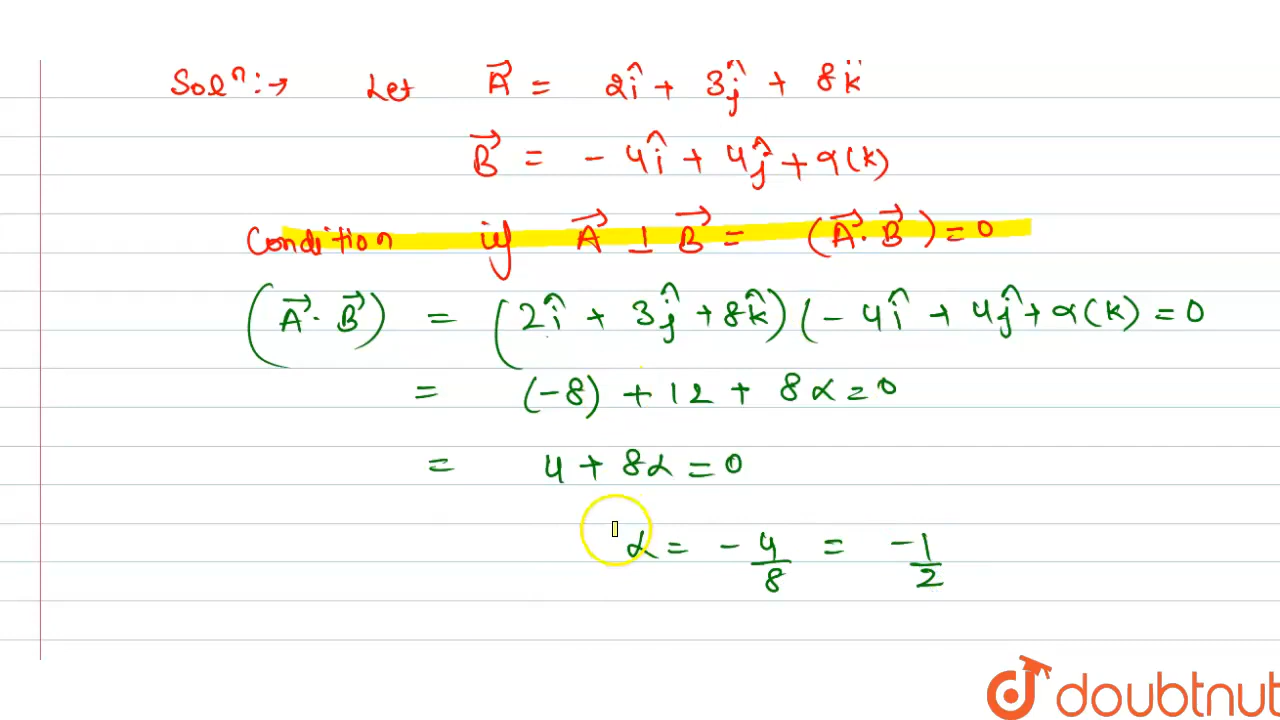 Solⁿ:→ Let A⃗ = 2î + 3ĵ + 8k̂
B⃗ = - 4î + 4ĵ + α(k)
Condition if A⃗ ⊥ B⃗ = (A⃗. B⃗) = 0
(A⃗. B⃗) = (2î + 3ĵ + 8k̂) (- 4î + 4ĵ + α(k) = 0
= (-8) + 12 + 8α = 0
= 4 + 8α = 0
α = - 4/8 = -1/2
doubtnut